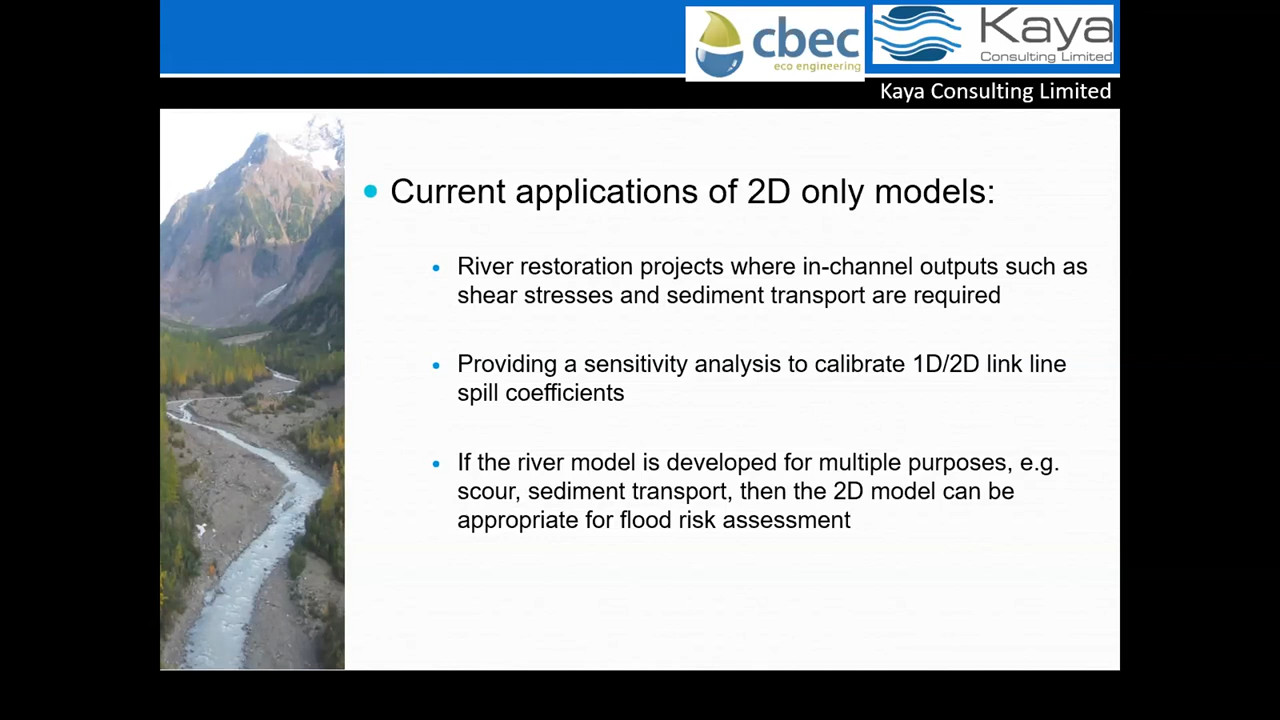 cbec
eco engineering
Kaya
Consulting Limited
Kaya Consulting Limited
• Current applications of 2D only models:
• River restoration projects where in-channel outputs such as
shear stresses and sediment transport are required
• Providing a sensitivity analysis to calibrate 1D/2D link line
spill coefficients
• If the river model is developed for multiple purposes, e.g.
scour, sediment transport, then the 2D model can be
appropriate for flood risk assessment